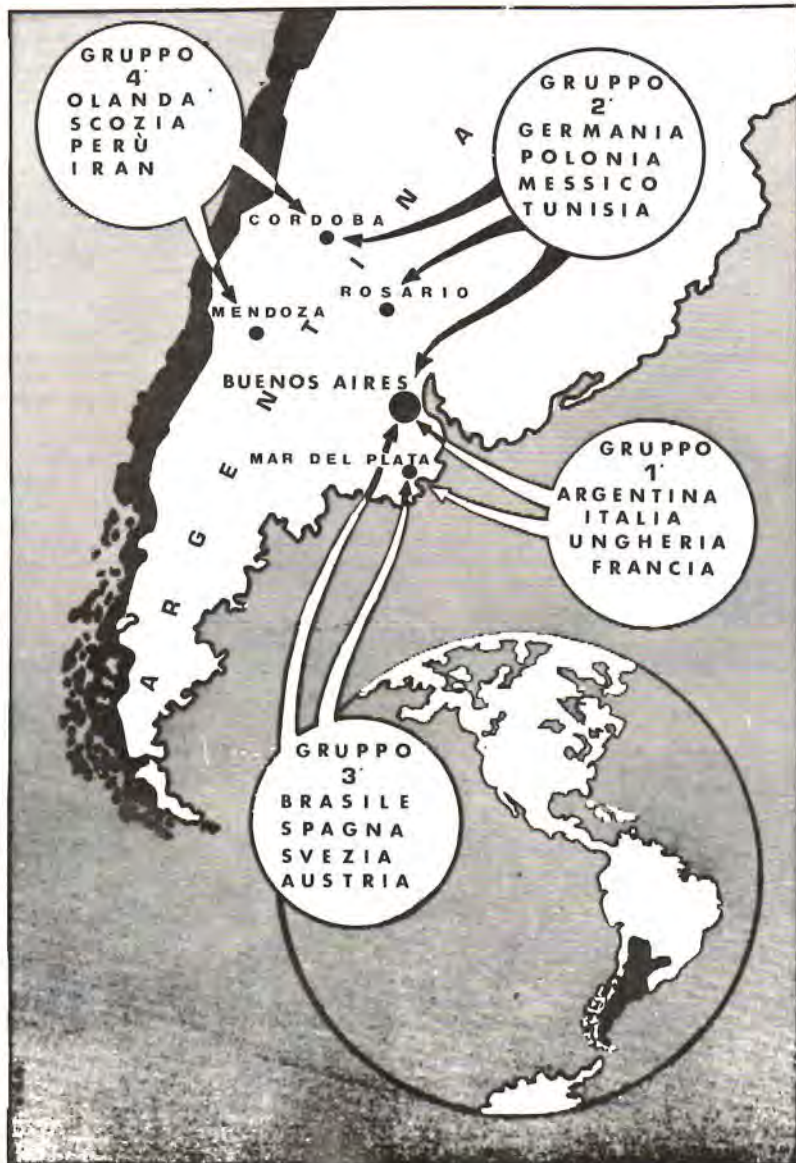 GRUPPO
4°
OLANDA
SCOZIA
PERÙ
IRAN
GRUPPO
2°
GERMANIA
POLONIA
MESSICO
TUNISIA
CORDOBA
ROSARIO
MENDOZA
BUENOS AIRES
MAR DEL PLATA
ARGENTINA
GRUPPO
1°
ARGENTINA
ITALIA
UNGHERIA
FRANCIA
GRUPPO
3°
BRASILE
SPAGNA
SVEZIA
AUSTRIA